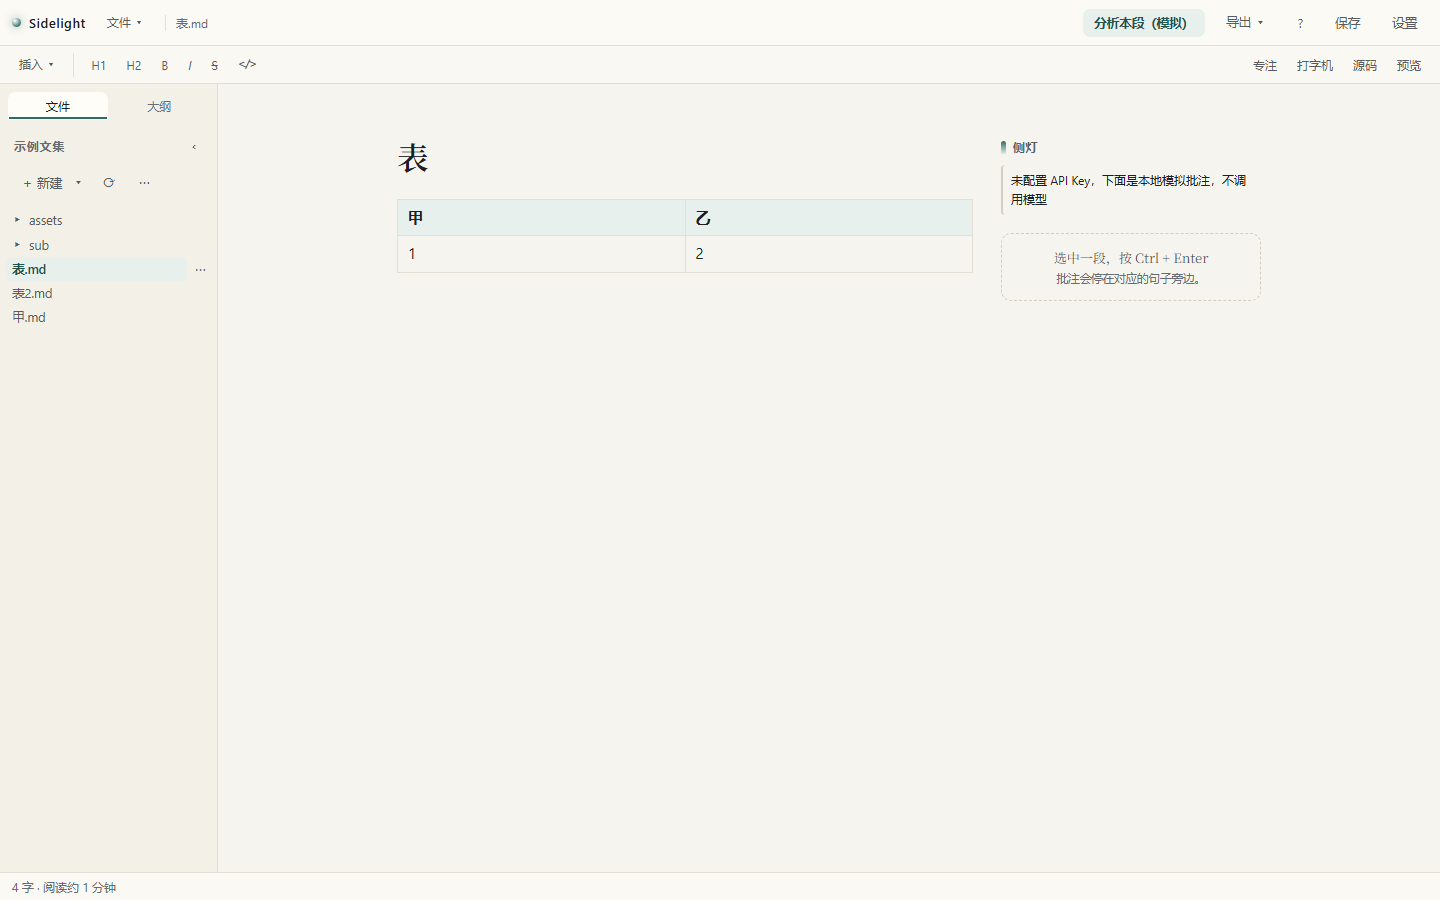 Sidelight 文件 表.md 分析本段（模拟） 导出 ? 保存 设置
插入 H1 H2 B I S </> 专注 打字机 源码 预览
文件 大纲
示例文集
+ 新建 ...
assets
sub
表.md ...
表2.md
甲.md
表
甲 乙
1 2
侧灯
未配置 API Key，下面是本地模拟批注，不调
用模型
选中一段，按 Ctrl + Enter
批注会停在对应的句子旁边。
4 字 · 阅读约 1 分钟